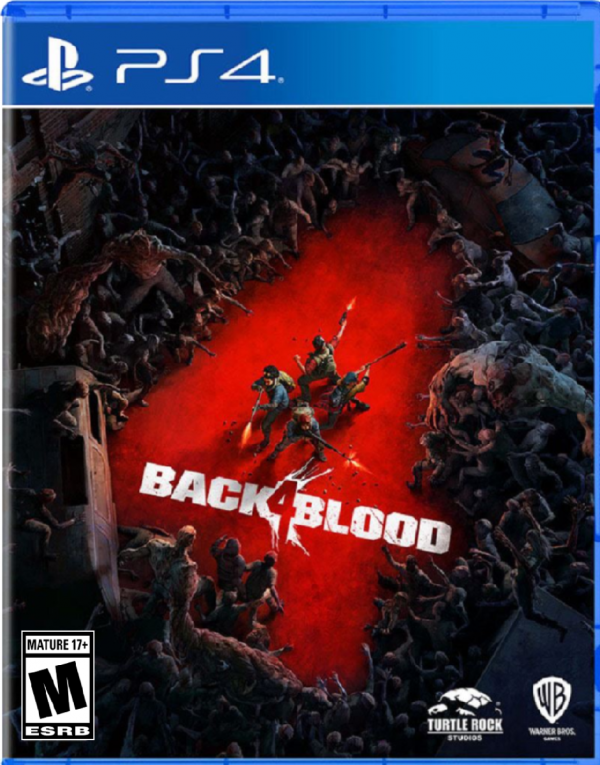 PS4
BACK4BLOOD
MATURE 17+
M
ESRB
TURTLE ROCK
STUDIOS
WB
WARNER BROS.
GAMES